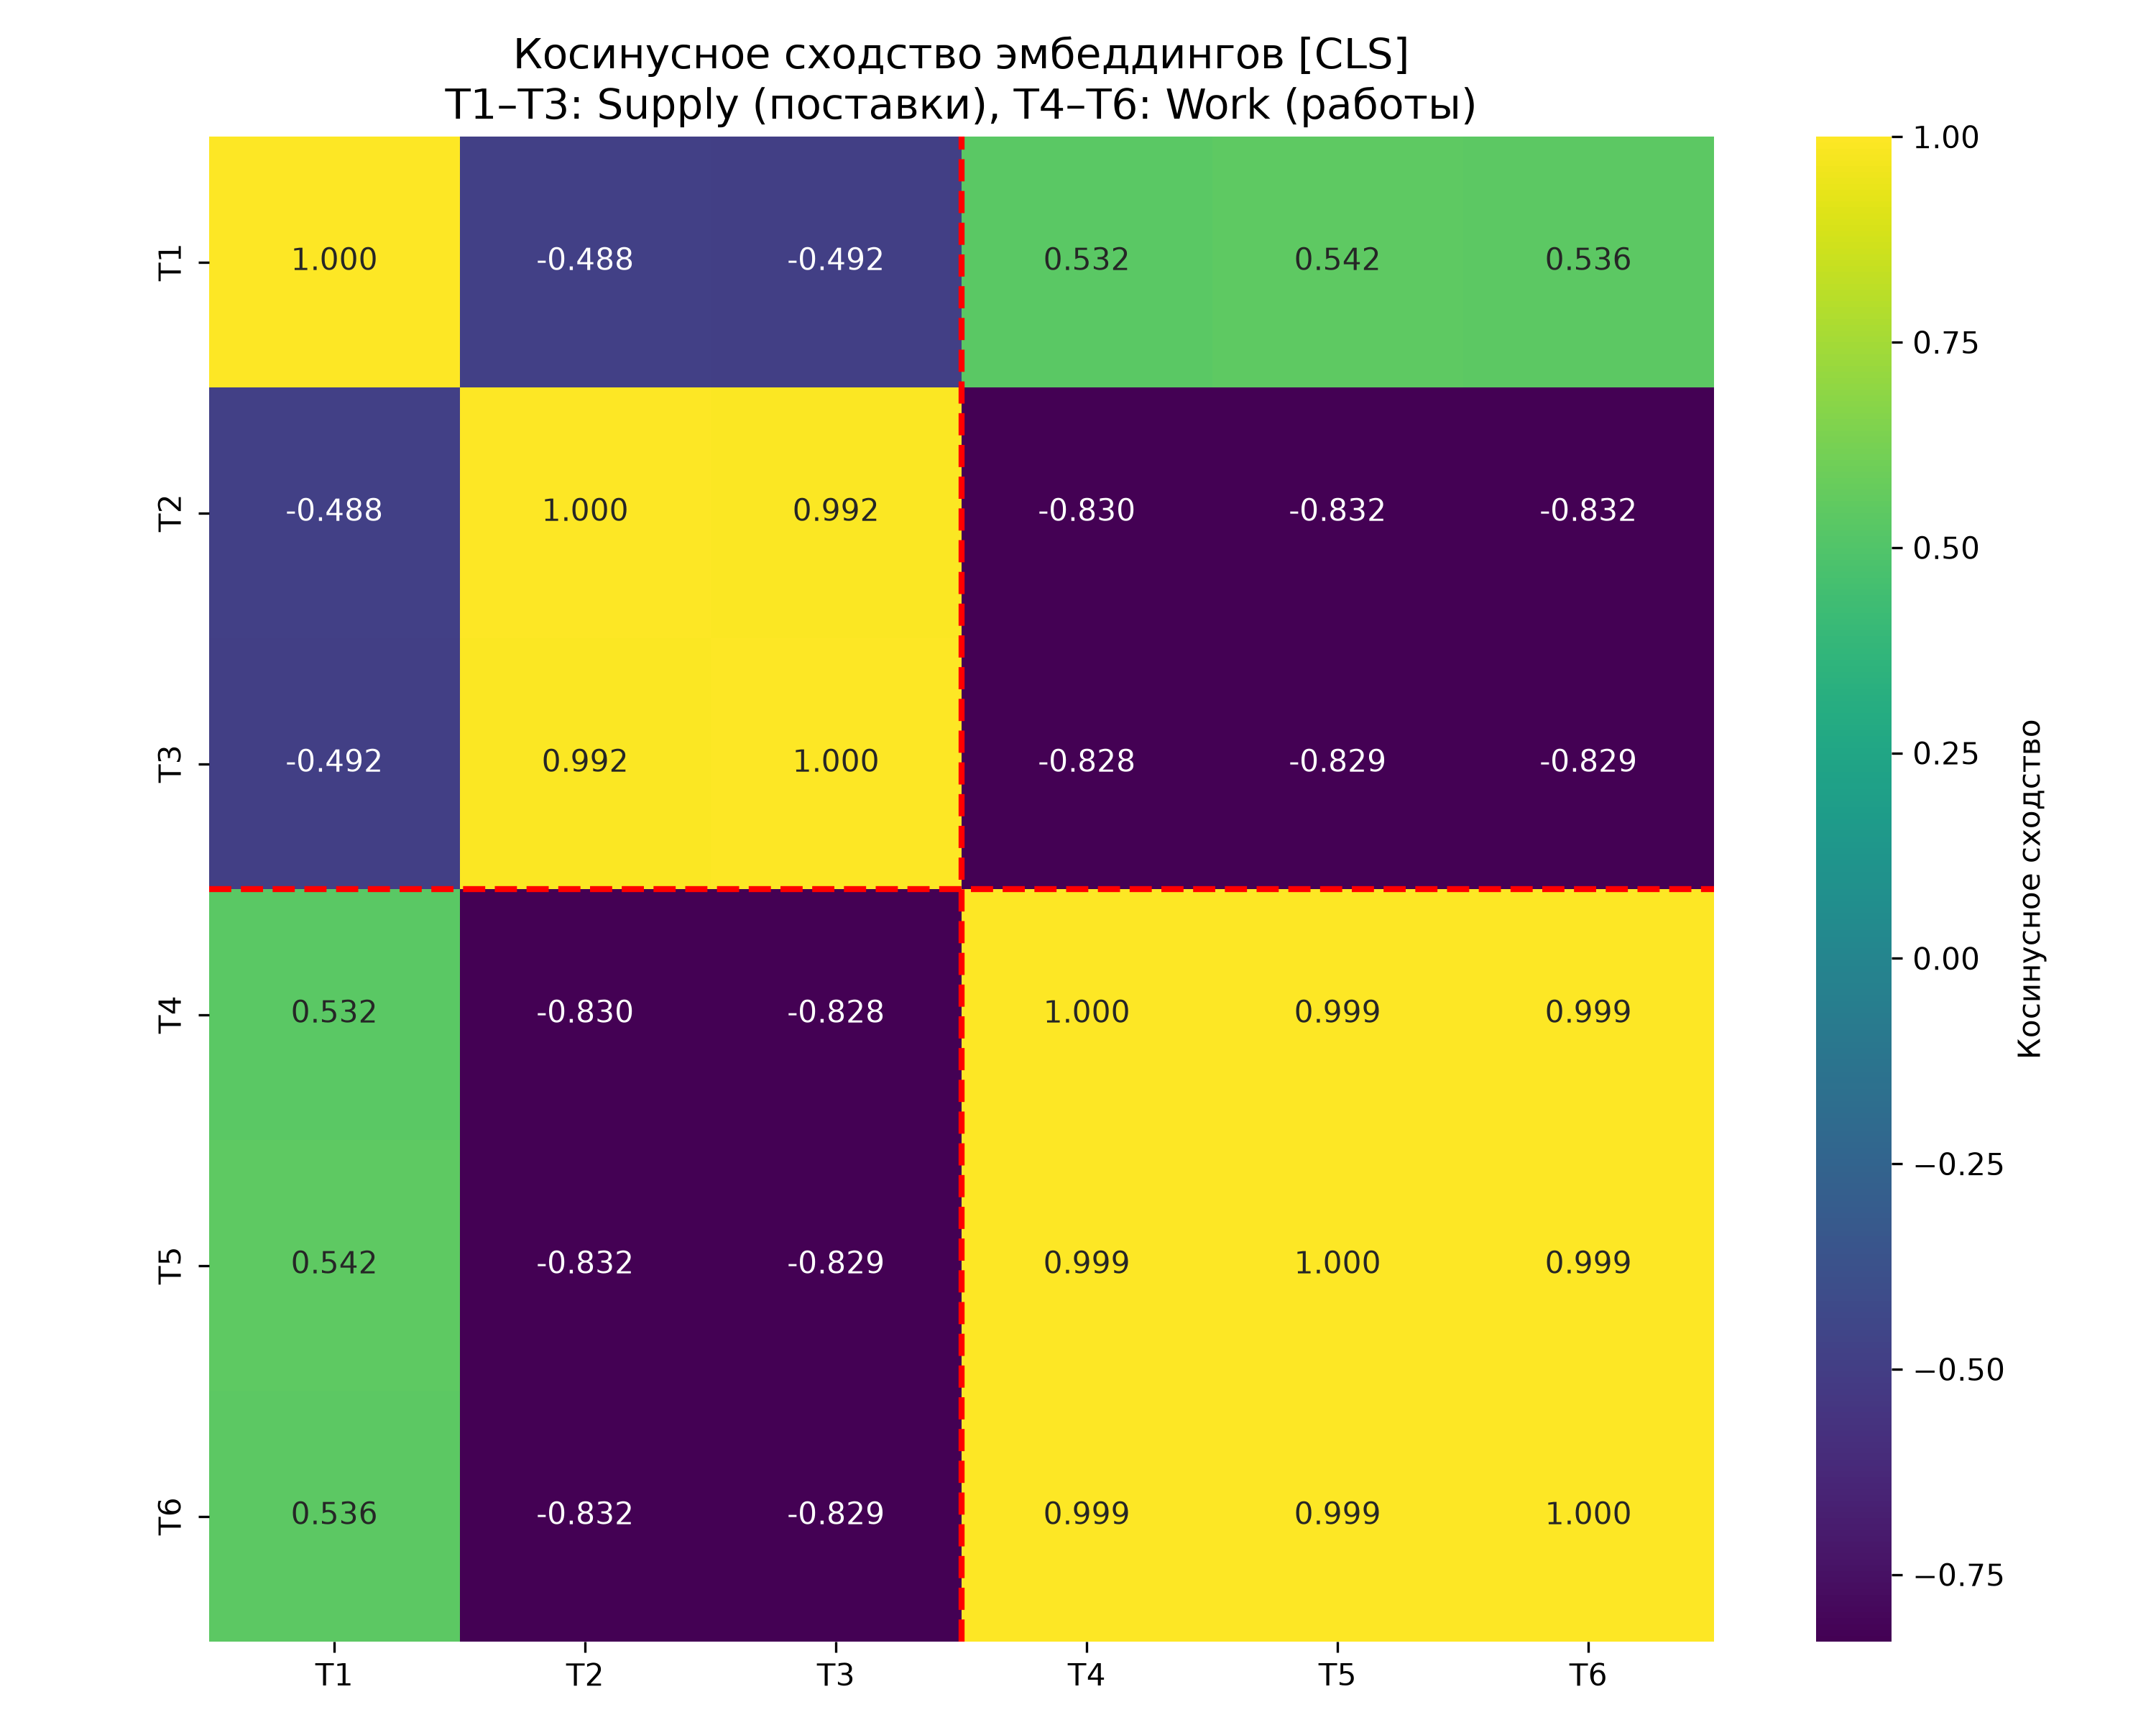 Косинусное сходство эмбеддингов [CLS]
T1–T3: Supply (поставки), T4–T6: Work (работы)
T1 1.000 -0.488 -0.492 0.532 0.542 0.536
T2 -0.488 1.000 0.992 -0.830 -0.832 -0.832
T3 -0.492 0.992 1.000 -0.828 -0.829 -0.829
T4 0.532 -0.830 -0.828 1.000 0.999 0.999
T5 0.542 -0.832 -0.829 0.999 1.000 0.999
T6 0.536 -0.832 -0.829 0.999 0.999 1.000
T1 T2 T3 T4 T5 T6
1.00
0.75
0.50
0.25
0.00
−0.25
−0.50
−0.75
Косинусное сходство